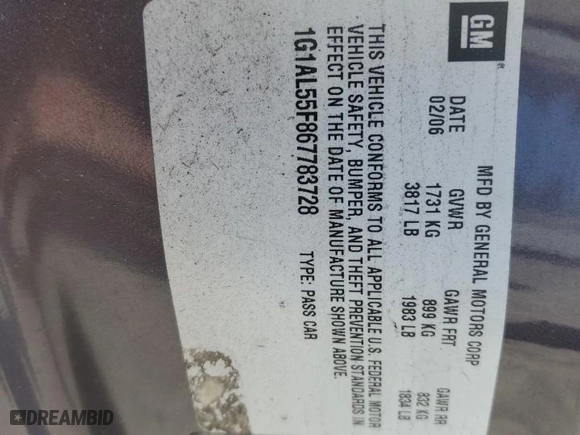 GM
MFD BY GENERAL MOTORS CORP
DATE GVWR GAWR FRT. GAWR RR
02/06 1731 KG 899 KG 832 KG
3817 LB 1983 LB 1834 LB
THIS VEHICLE CONFORMS TO ALL APPLICABLE U.S. FEDERAL MOTOR
VEHICLE SAFETY, BUMPER, AND THEFT PREVENTION STANDARDS IN
EFFECT ON THE DATE OF MANUFACTURE SHOWN ABOVE.
1G1AL55F867783728 TYPE: PASS CAR
DREAMBID